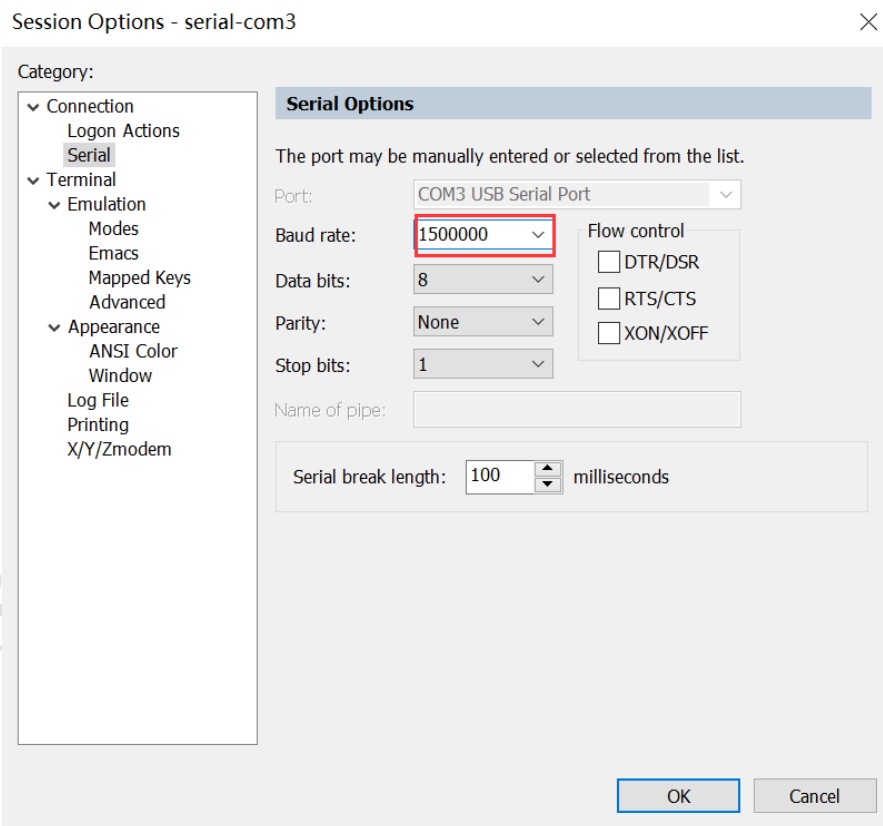 Session Options - serial-com3
Category:
Connection
Logon Actions
Serial
Terminal
Emulation
Modes
Emacs
Mapped Keys
Advanced
Appearance
ANSI Color
Window
Log File
Printing
X/Y/Zmodem
Serial Options
The port may be manually entered or selected from the list.
Port: COM3 USB Serial Port
Baud rate: 1500000
Data bits: 8
Parity: None
Stop bits: 1
Name of pipe:
Flow control
DTR/DSR
RTS/CTS
XON/XOFF
Serial break length: 100 milliseconds
OK Cancel